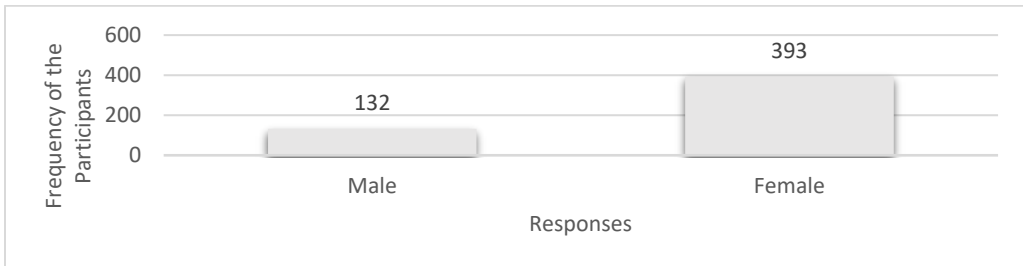 Frequency of the
Participants
600
400
200
0
132
393
Male
Female
Responses